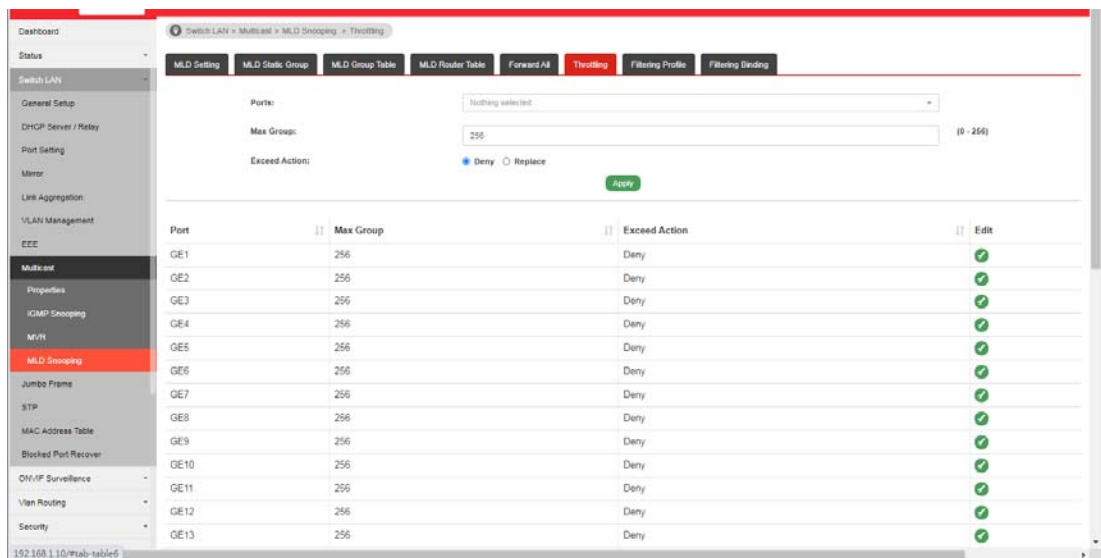 Dashboard
Status
Switch LAN
General Setup
DHCP Server / Relay
Port Setting
Mirror
Link Aggregation
VLAN Management
EEE
Multicast
Properties
IGMP Snooping
MVR
MLD Snooping
Jumbo Frame
STP
MAC Address Table
Blocked Port Recover
ONVIF Surveillance
Vlan Routing
Security
Switch LAN > Multicast > MLD Snooping > Throttling
MLD Setting MLD Static Group MLD Group Table MLD Router Table Forward All Throttling Filtering Profile Filtering Binding
Ports: Nothing selected
Max Group: 256 (0 - 256)
Exceed Action: Deny Replace
Apply
Port Max Group Exceed Action Edit
GE1 256 Deny
GE2 256 Deny
GE3 256 Deny
GE4 256 Deny
GE5 256 Deny
GE6 256 Deny
GE7 256 Deny
GE8 256 Deny
GE9 256 Deny
GE10 256 Deny
GE11 256 Deny
GE12 256 Deny
GE13 256 Deny
192.168.1.10/#tab-table6